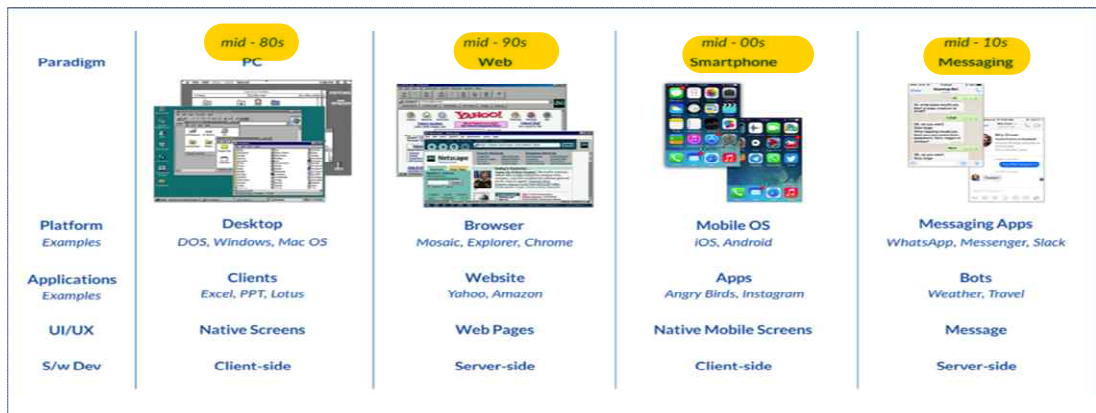 mid - 80s
mid - 90s
mid - 00s
mid - 10s
Paradigm
PC
Web
Smartphone
Messaging
YAHOO!
Netscape
Platform
Desktop
Browser
Mobile OS
Messaging Apps
Examples
DOS, Windows, Mac OS
Mosaic, Explorer, Chrome
iOS, Android
WhatsApp, Messenger, Slack
Applications
Clients
Website
Apps
Bots
Examples
Excel, PPT, Lotus
Yahoo, Amazon
Angry Birds, Instagram
Weather, Travel
UI/UX
Native Screens
Web Pages
Native Mobile Screens
Message
S/w Dev
Client-side
Server-side
Client-side
Server-side